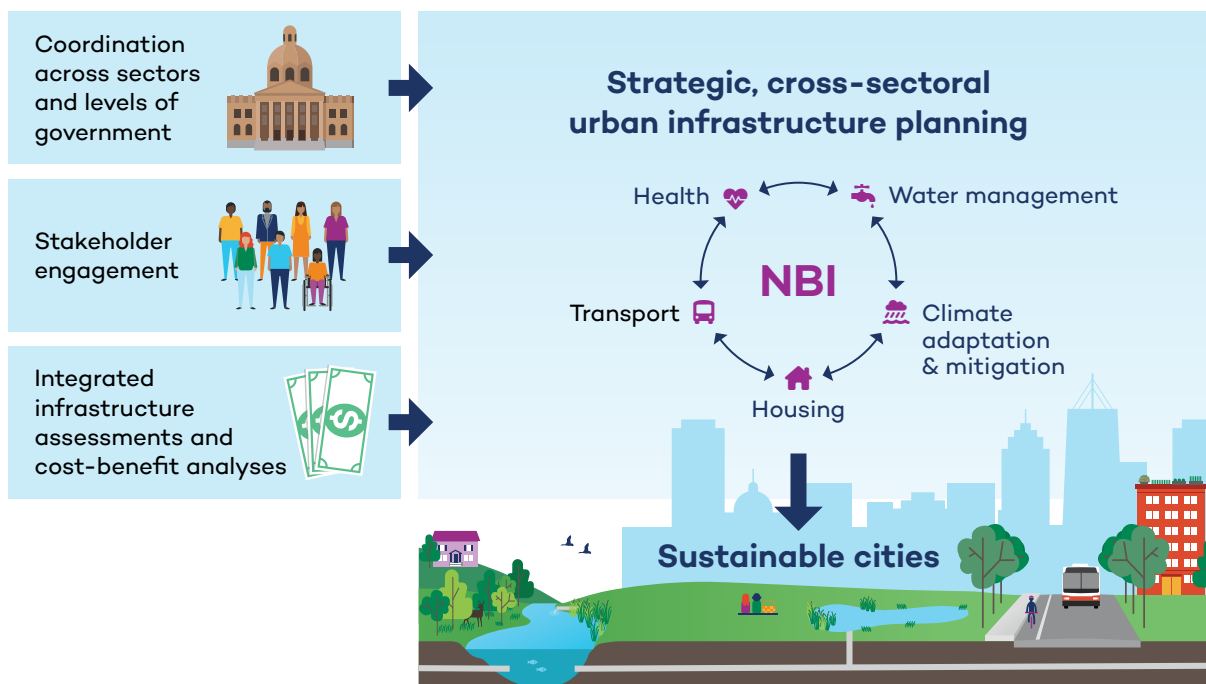 Coordination
across sectors
and levels of
government
Stakeholder
engagement
Integrated
infrastructure
assessments and
cost-benefit analyses
Strategic, cross-sectoral
urban infrastructure planning
Health
Water management
NBI
Transport
Climate
adaptation
& mitigation
Housing
Sustainable cities